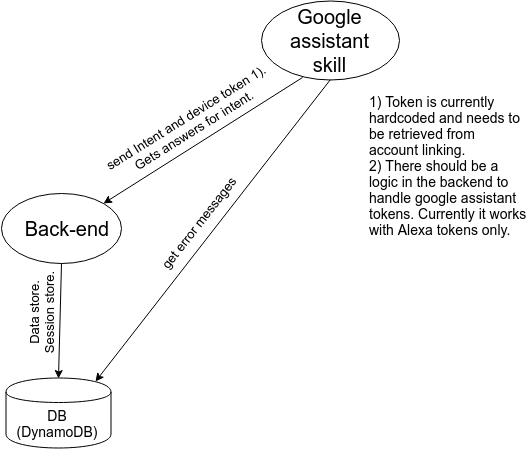 Google
assistant
skill
send Intent and device token 1).
Gets answers for intent.
1) Token is currently
hardcoded and needs to
be retrieved from
account linking.
2) There should be a
logic in the backend to
handle google assistant
tokens. Currently it works
with Alexa tokens only.
get error messages
Back-end
Data store.
Session store.
DB
(DynamoDB)